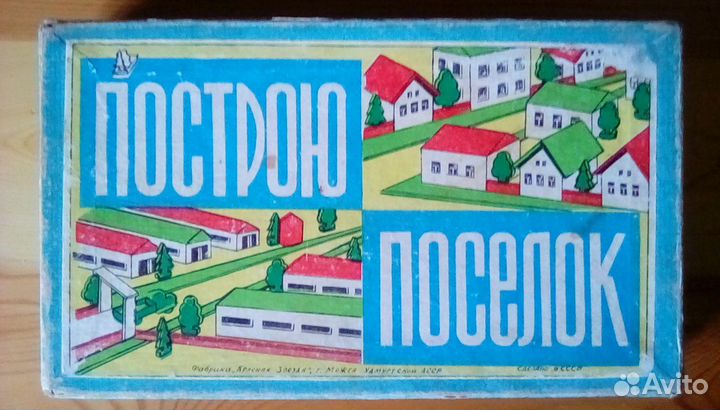 ПОСТРОЮ
ПОСЕЛОК
Фабрика „Красная Звезда", г. Можга Удмуртской АССР
СДЕЛАНО В СССР
Avito